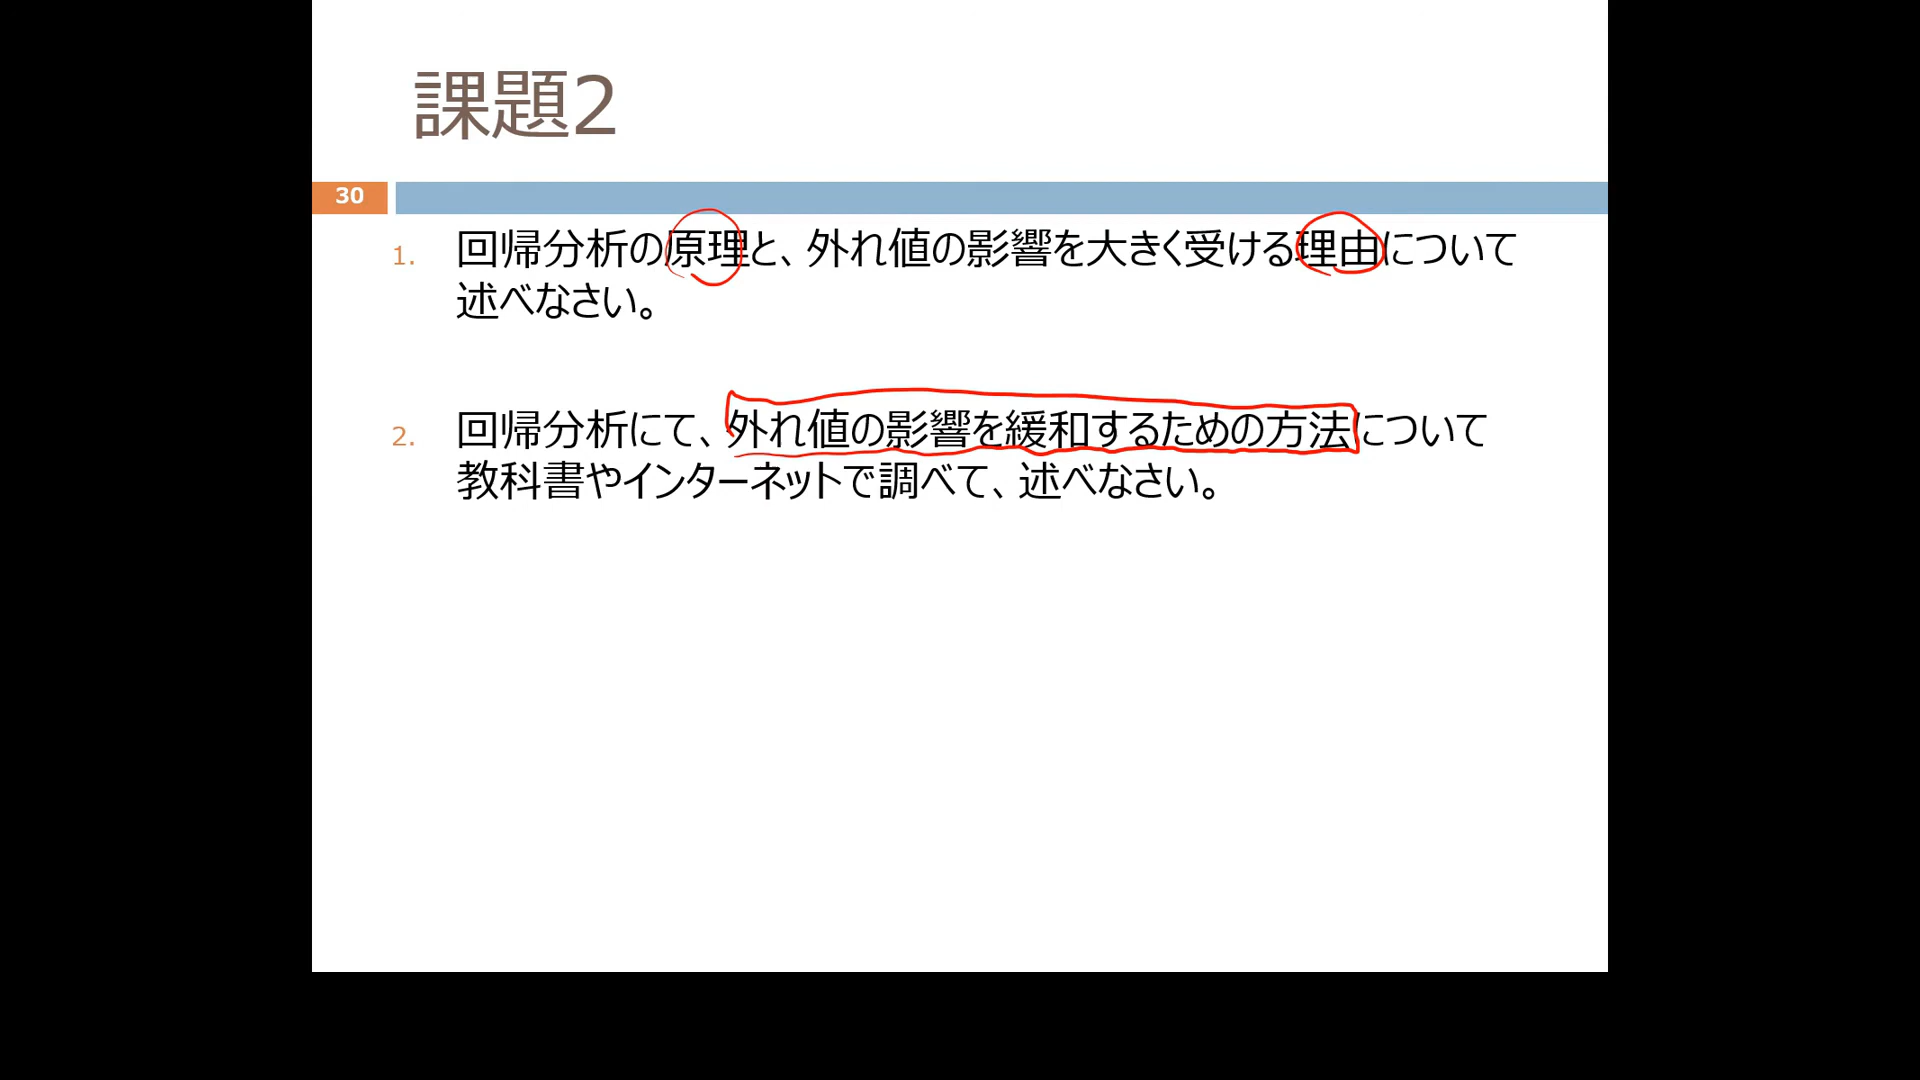 課題2
30
1. 回帰分析の原理と、外れ値の影響を大きく受ける理由について
述べなさい。
2. 回帰分析にて、外れ値の影響を緩和するための方法について
教科書やインターネットで調べて、述べなさい。